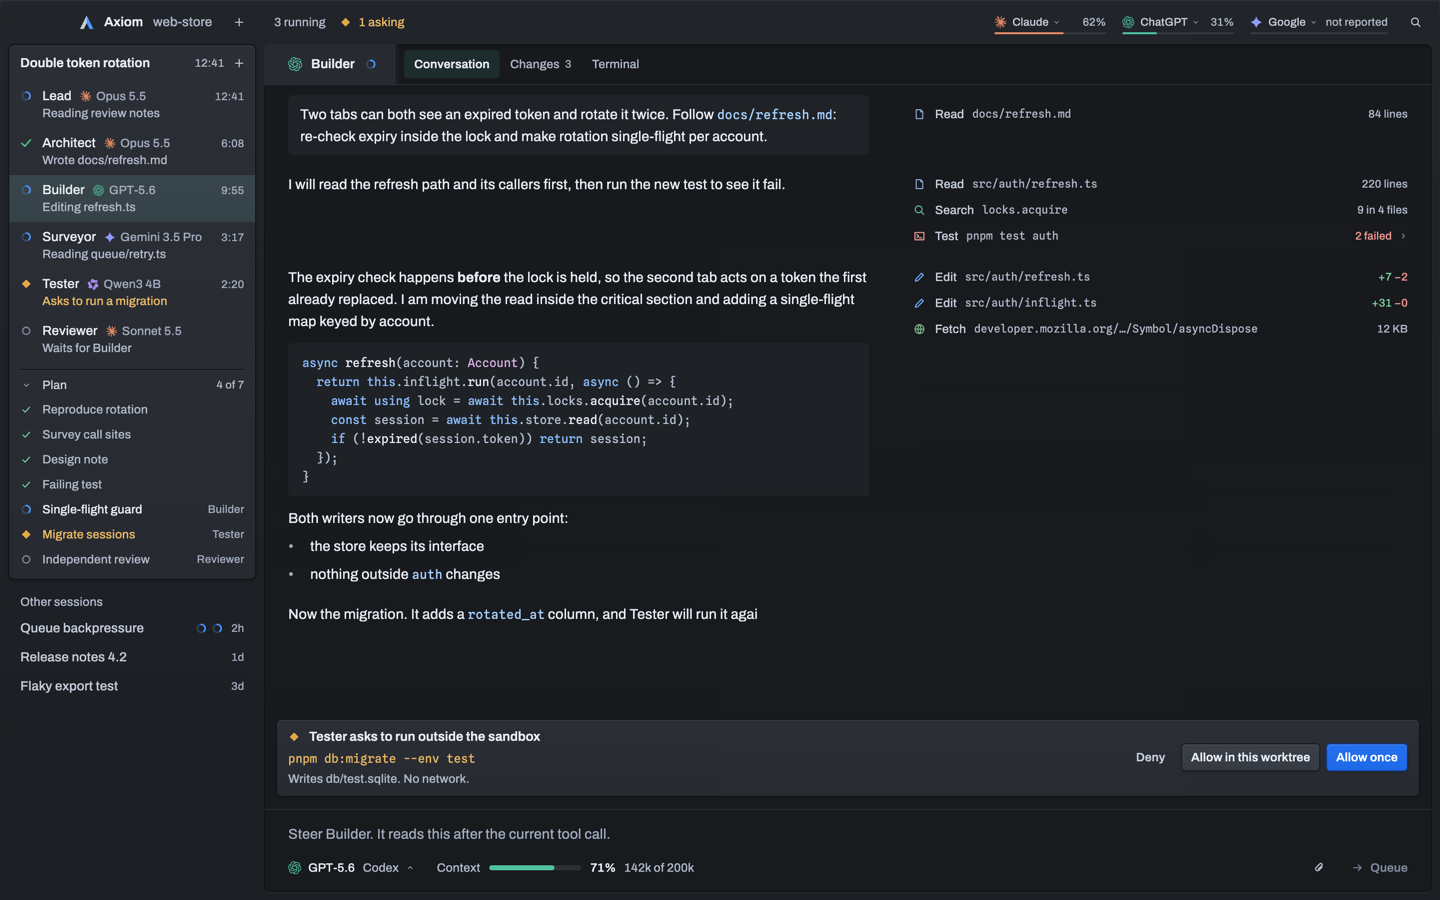 Axiom web-store +
3 running 1 asking
Claude 62% ChatGPT 31% Google not reported
Double token rotation 12:41 +
Lead Opus 5.5 12:41
Reading review notes
Architect Opus 5.5 6:08
Wrote docs/refresh.md
Builder GPT-5.6 9:55
Editing refresh.ts
Surveyor Gemini 3.5 Pro 3:17
Reading queue/retry.ts
Tester Qwen3 4B 2:20
Asks to run a migration
Reviewer Sonnet 5.5
Waits for Builder
Plan 4 of 7
Reproduce rotation
Survey call sites
Design note
Failing test
Single-flight guard Builder
Migrate sessions Tester
Independent review Reviewer
Other sessions
Queue backpressure 2h
Release notes 4.2 1d
Flaky export test 3d
Builder
Conversation Changes 3 Terminal
Two tabs can both see an expired token and rotate it twice. Follow docs/refresh.md:
re-check expiry inside the lock and make rotation single-flight per account.
Read docs/refresh.md 84 lines
I will read the refresh path and its callers first, then run the new test to see it fail.
Read src/auth/refresh.ts 220 lines
Search locks.acquire 9 in 4 files
Test pnpm test auth 2 failed ›
The expiry check happens before the lock is held, so the second tab acts on a token the first
already replaced. I am moving the read inside the critical section and adding a single-flight
map keyed by account.
Edit src/auth/refresh.ts +7 −2
Edit src/auth/inflight.ts +31 −0
Fetch developer.mozilla.org/…/Symbol/asyncDispose 12 KB
async refresh(account: Account) {
  return this.inflight.run(account.id, async () => {
    await using lock = await this.locks.acquire(account.id);
    const session = await this.store.read(account.id);
    if (!expired(session.token)) return session;
  });
}
Both writers now go through one entry point:
• the store keeps its interface
• nothing outside auth changes
Now the migration. It adds a rotated_at column, and Tester will run it agai
Tester asks to run outside the sandbox
pnpm db:migrate --env test
Writes db/test.sqlite. No network.
Deny Allow in this worktree Allow once
Steer Builder. It reads this after the current tool call.
GPT-5.6 Codex Context 71% 142k of 200k
→ Queue